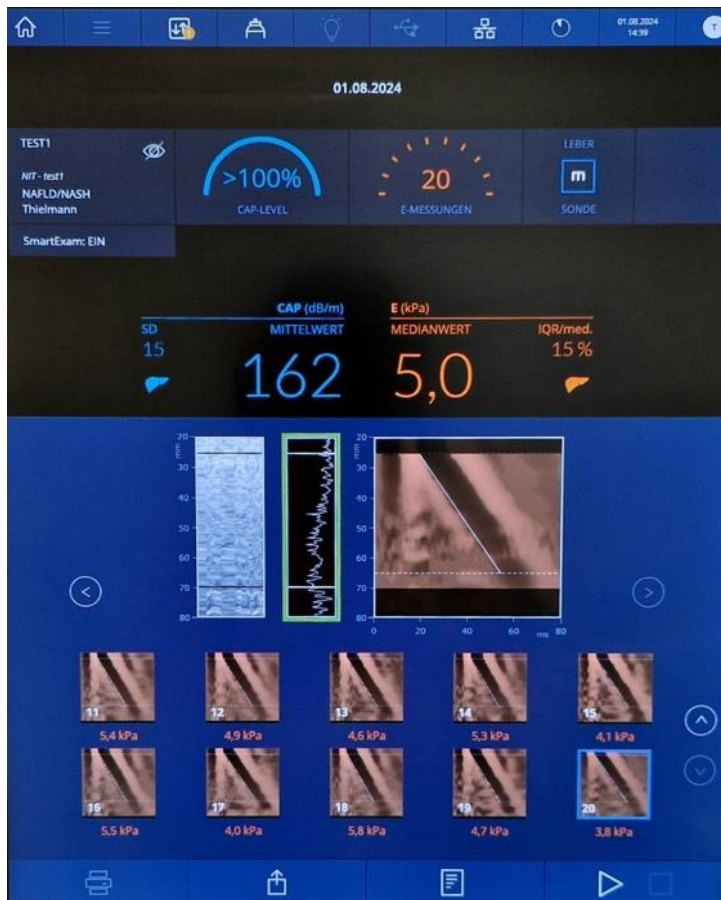 01.08.2024
14:39
T
01.08.2024
TEST1
NIT - test1
NAFLD/NASH
Thielmann
>100%
CAP-LEVEL
20
E-MESSUNGEN
LEBER
m
SONDE
SmartExam: EIN
CAP (dB/m)
E (kPa)
SD
MITTELWERT
MEDIANWERT
IQR/med.
15
162
5,0
15 %
mm
20
30
40
50
60
70
80
mm
20
30
40
50
60
70
80
0 20 40 60 ms 80
11 12 13 14 15
5,4 kPa 4,9 kPa 4,6 kPa 5,3 kPa 4,1 kPa
16 17 18 19 20
5,5 kPa 4,0 kPa 5,8 kPa 4,7 kPa 3,8 kPa